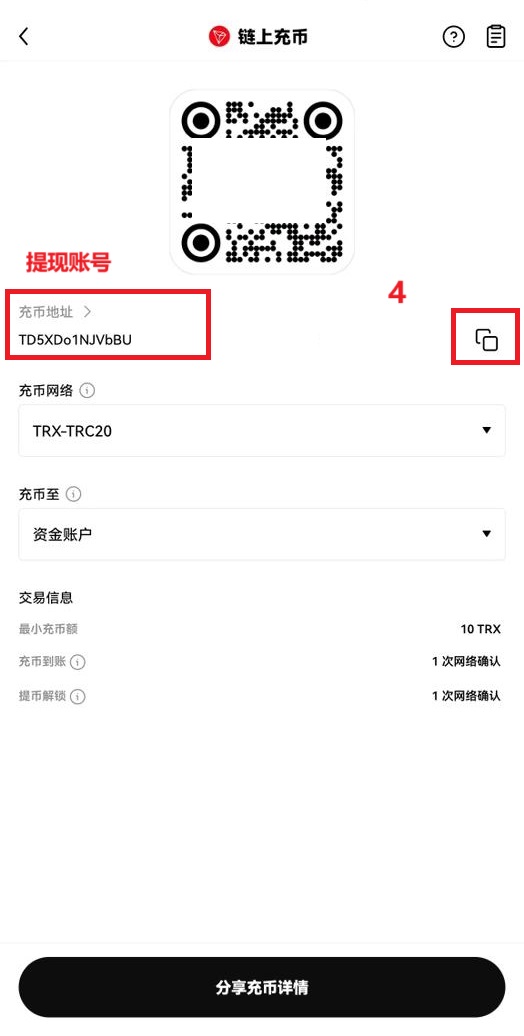 链上充币
提现账号
4
充币地址
TD5XDo1NJVbBU
充币网络
TRX-TRC20
充币至
资金账户
交易信息
最小充币额 10 TRX
充币到账 1 次网络确认
提币解锁 1 次网络确认
分享充币详情